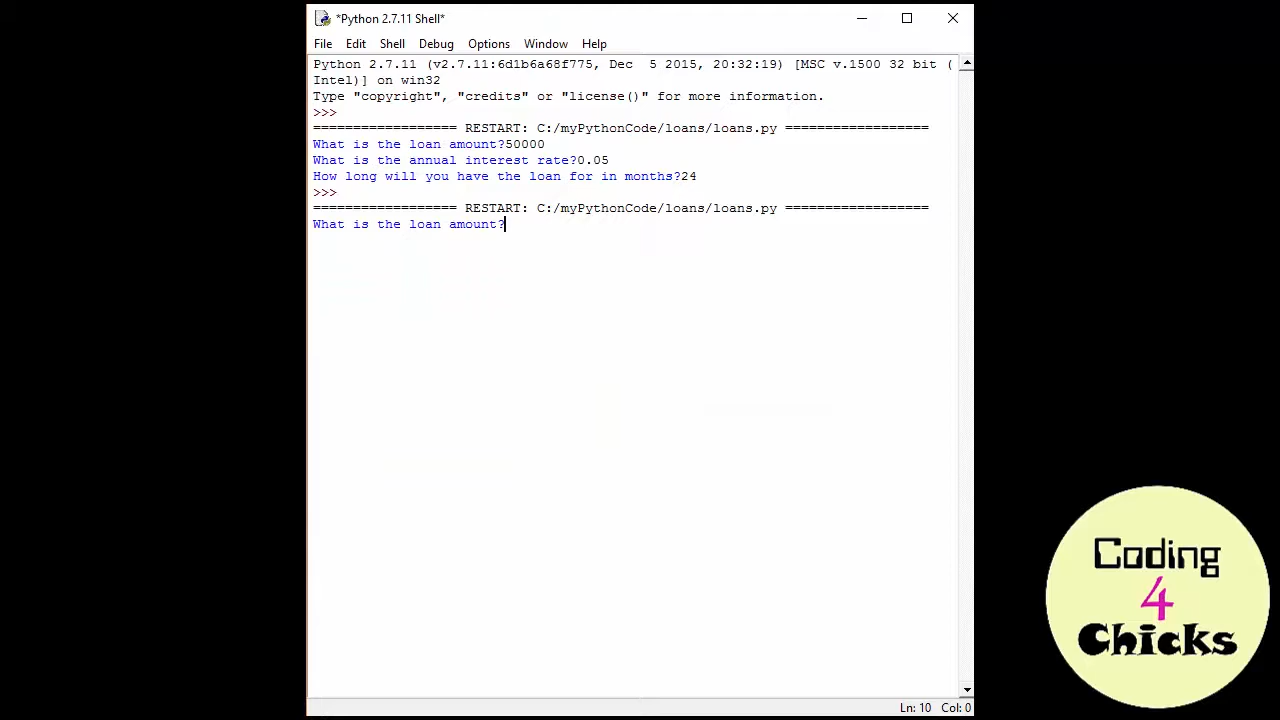 *Python 2.7.11 Shell*
File Edit Shell Debug Options Window Help
Python 2.7.11 (v2.7.11:6d1b6a68f775, Dec  5 2015, 20:32:19) [MSC v.1500 32 bit (
Intel)] on win32
Type "copyright", "credits" or "license()" for more information.
>>>
================== RESTART: C:/myPythonCode/loans/loans.py ==================
What is the loan amount?50000
What is the annual interest rate?0.05
How long will you have the loan for in months?24
>>>
================== RESTART: C:/myPythonCode/loans/loans.py ==================
What is the loan amount?
Coding
4
Chicks
Ln: 10 Col: 0